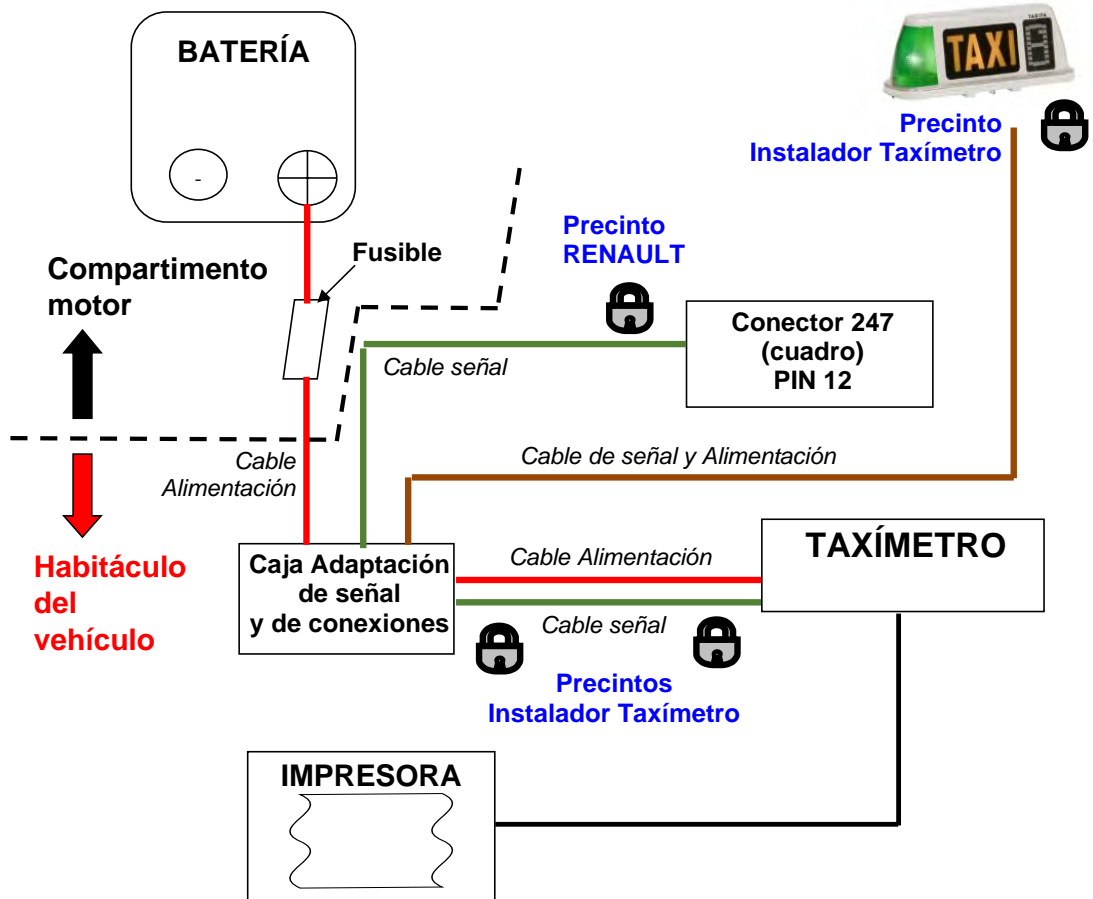 BATERÍA
-
TAXI
Precinto
Instalador Taxímetro
Precinto
RENAULT
Fusible
Compartimento
motor
Conector 247
(cuadro)
PIN 12
Cable señal
Cable
Alimentación
Cable de señal y Alimentación
Habitáculo
del
vehículo
Caja Adaptación
de señal
y de conexiones
Cable Alimentación
Cable señal
TAXÍMETRO
Precintos
Instalador Taxímetro
IMPRESORA